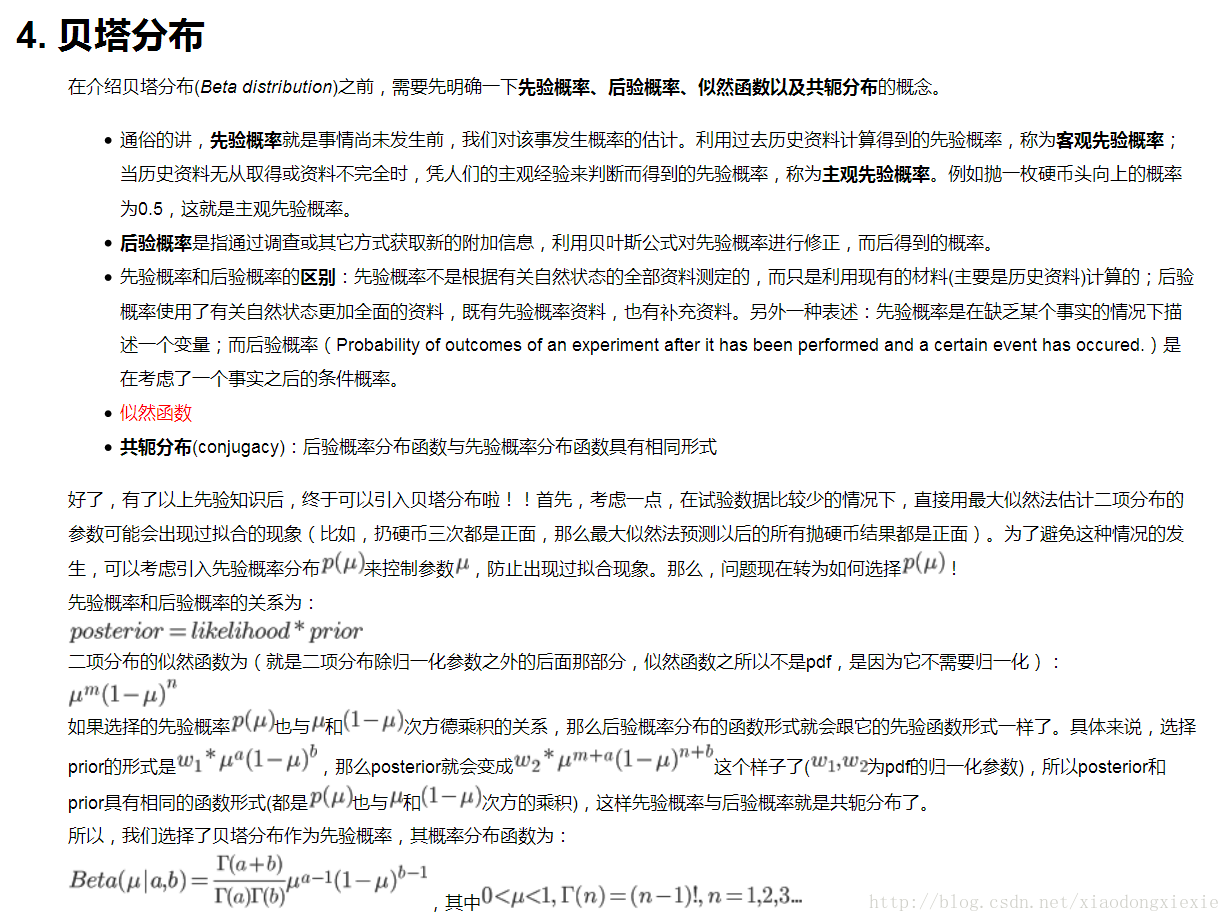 4. 贝塔分布
在介绍贝塔分布(Beta distribution)之前，需要先明确一下先验概率、后验概率、似然函数以及共轭分布的概念。
• 通俗的讲，先验概率就是事情尚未发生前，我们对该事发生概率的估计。利用过去历史资料计算得到的先验概率，称为客观先验概率；
当历史资料无从取得或资料不完全时，凭人们的主观经验来判断而得到的先验概率，称为主观先验概率。例如抛一枚硬币头向上的概率
为0.5，这就是主观先验概率。
• 后验概率是指通过调查或其它方式获取新的附加信息，利用贝叶斯公式对先验概率进行修正，而后得到的概率。
• 先验概率和后验概率的区别：先验概率不是根据有关自然状态的全部资料测定的，而只是利用现有的材料(主要是历史资料)计算的；后验
概率使用了有关自然状态更加全面的资料，既有先验概率资料，也有补充资料。另外一种表述：先验概率是在缺乏某个事实的情况下描
述一个变量；而后验概率（Probability of outcomes of an experiment after it has been performed and a certain event has occured.）是
在考虑了一个事实之后的条件概率。
• 似然函数
• 共轭分布(conjugacy)：后验概率分布函数与先验概率分布函数具有相同形式
好了，有了以上先验知识后，终于可以引入贝塔分布啦！！首先，考虑一点，在试验数据比较少的情况下，直接用最大似然法估计二项分布的
参数可能会出现过拟合的现象（比如，扔硬币三次都是正面，那么最大似然法预测以后的所有抛硬币结果都是正面）。为了避免这种情况的发
生，可以考虑引入先验概率分布p(μ)来控制参数μ，防止出现过拟合现象。那么，问题现在转为如何选择p(μ)！
先验概率和后验概率的关系为：
posterior=likelihood*prior
二项分布的似然函数为（就是二项分布除归一化参数之外的后面那部分，似然函数之所以不是pdf，是因为它不需要归一化）：
μ^m(1−μ)^n
如果选择的先验概率p(μ)也与μ和(1−μ)次方德乘积的关系，那么后验概率分布的函数形式就会跟它的先验函数形式一样了。具体来说，选择
prior的形式是w₁*μ^a(1−μ)^b，那么posterior就会变成w₂*μ^{m+a}(1−μ)^{n+b}这个样子了(w₁,w₂为pdf的归一化参数)，所以posterior和
prior具有相同的函数形式(都是p(μ)也与μ和(1−μ)次方的乘积)，这样先验概率与后验概率就是共轭分布了。
所以，我们选择了贝塔分布作为先验概率，其概率分布函数为：
Beta(μ|a,b)=\frac{Γ(a+b)}{Γ(a)Γ(b)}μ^{a−1}(1−μ)^{b−1}，其中0<μ<1,Γ(n)=(n−1)!,n=1,2,3...
http://blog.csdn.net/xiaodongxiexie